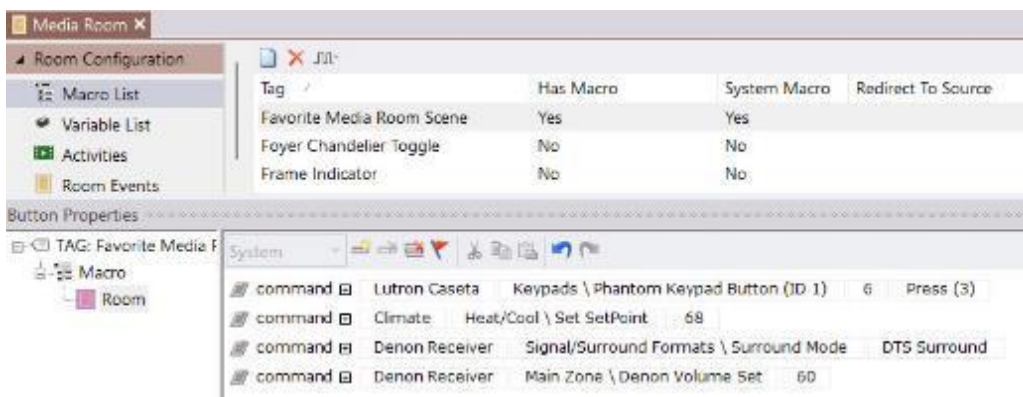 Media Room
Room Configuration
Macro List
Variable List
Activities
Room Events
Tag Has Macro System Macro Redirect To Source
Favorite Media Room Scene Yes Yes
Foyer Chandelier Toggle No No
Frame Indicator No No
Button Properties
TAG: Favorite Media F
Macro
Room
System
command Lutron Caseta Keypads \ Phantom Keypad Button (ID 1) 6 Press (3)
command Climate Heat/Cool \ Set SetPoint 68
command Denon Receiver Signal/Surround Formats \ Surround Mode DTS Surround
command Denon Receiver Main Zone \ Denon Volume Set 60